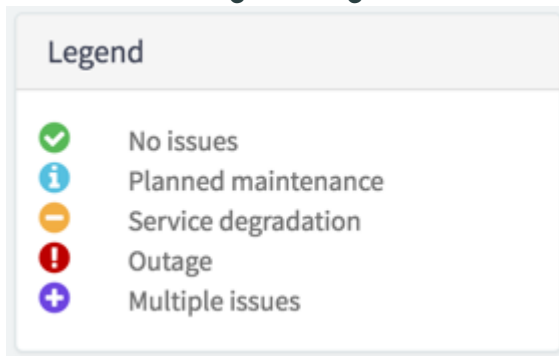 Legend
No issues
Planned maintenance
Service degradation
Outage
Multiple issues